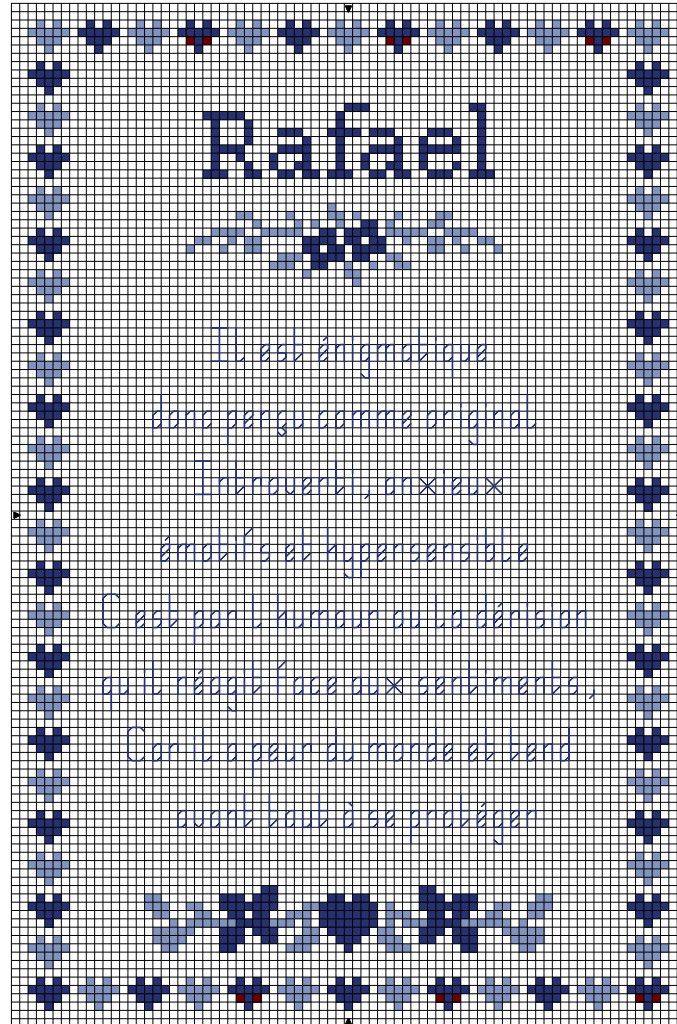 Rafael
Il est énigmatique
donc perçu comme original
Introverti, anxieux
émotifs et hypersensible
C est par l humour ou la dérision
qu il réagit face aux sentiments,
Car il a peur du monde et tend
avant tout à se protéger